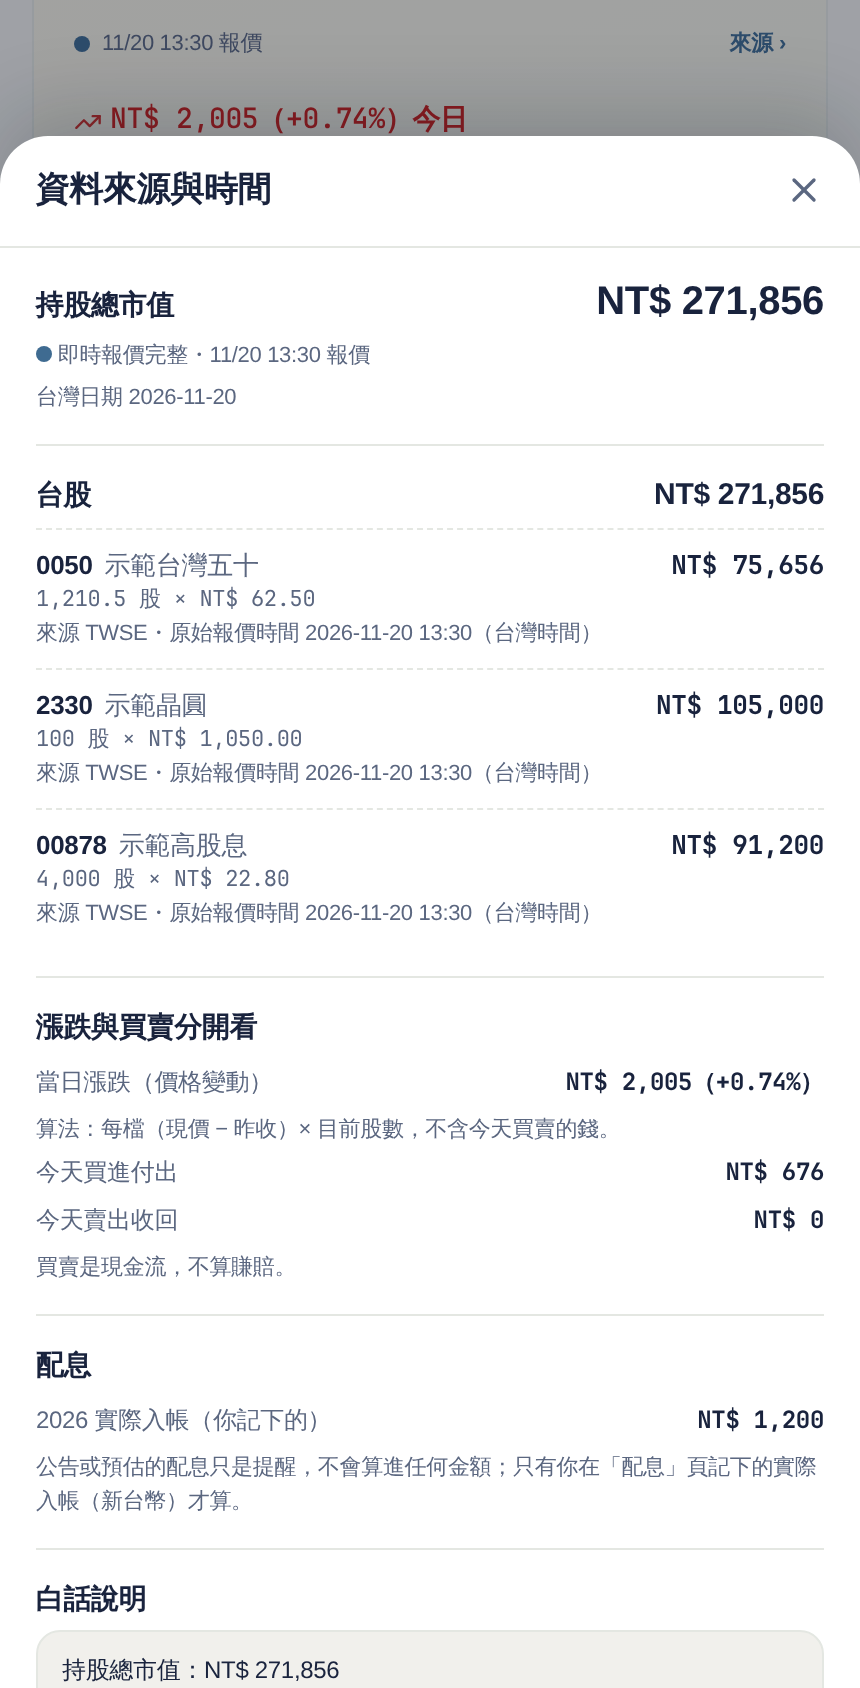 11/20 13:30 報價
來源 ›
NT$ 2,005（+0.74%）今日
資料來源與時間
持股總市值
NT$ 271,856
即時報價完整・11/20 13:30 報價
台灣日期 2026-11-20
台股
NT$ 271,856
0050 示範台灣五十
NT$ 75,656
1,210.5 股 × NT$ 62.50
來源 TWSE・原始報價時間 2026-11-20 13:30（台灣時間）
2330 示範晶圓
NT$ 105,000
100 股 × NT$ 1,050.00
來源 TWSE・原始報價時間 2026-11-20 13:30（台灣時間）
00878 示範高股息
NT$ 91,200
4,000 股 × NT$ 22.80
來源 TWSE・原始報價時間 2026-11-20 13:30（台灣時間）
漲跌與買賣分開看
當日漲跌（價格變動）
NT$ 2,005（+0.74%）
算法：每檔（現價 − 昨收）× 目前股數，不含今天買賣的錢。
今天買進付出
NT$ 676
今天賣出收回
NT$ 0
買賣是現金流，不算賺賠。
配息
2026 實際入帳（你記下的）
NT$ 1,200
公告或預估的配息只是提醒，不會算進任何金額；只有你在「配息」頁記下的實際
入帳（新台幣）才算。
白話說明
持股總市值：NT$ 271,856